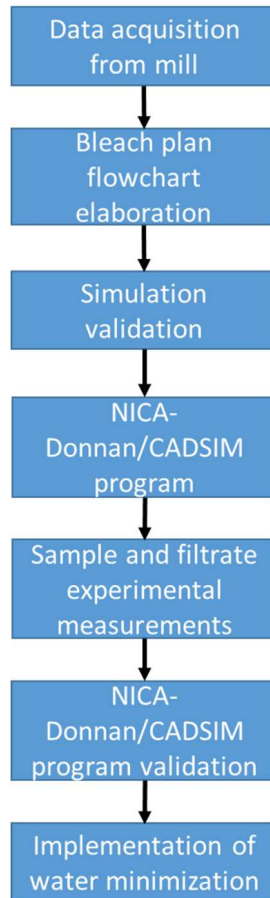 Data acquisition
from mill
Bleach plan
flowchart
elaboration
Simulation
validation
NICA-
Donnan/CADSIM
program
Sample and filtrate
experimental
measurements
NICA-
Donnan/CADSIM
program validation
Implementation of
water minimization